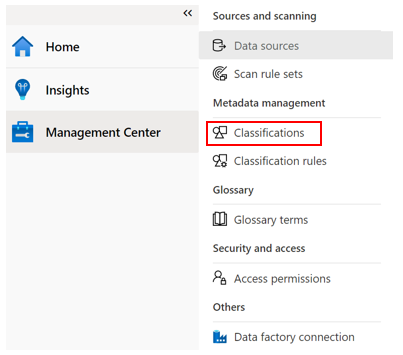 Home
Insights
Management Center
Sources and scanning
Data sources
Scan rule sets
Metadata management
Classifications
Classification rules
Glossary
Glossary terms
Security and access
Access permissions
Others
Data factory connection